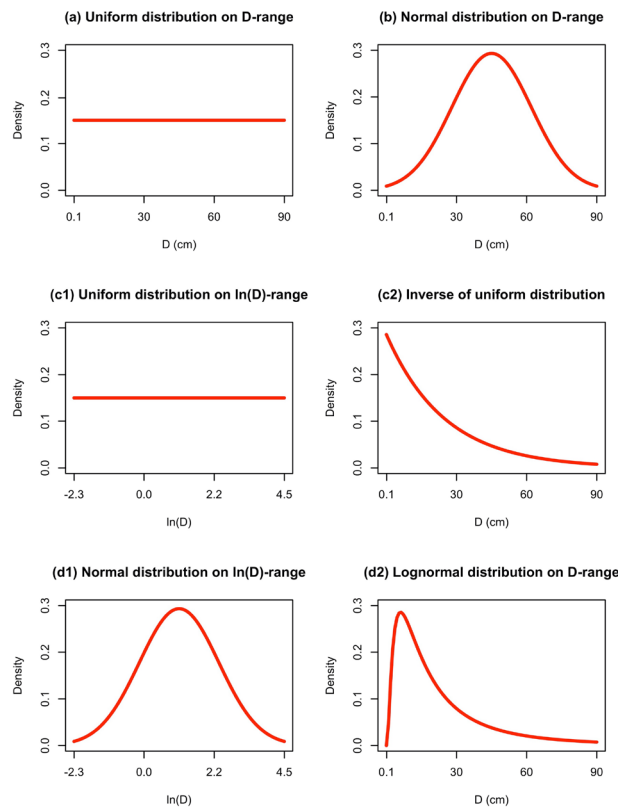 (a) Uniform distribution on D-range
Density
0.0 0.1 0.2 0.3
0.1 30 60 90
D (cm)
(b) Normal distribution on D-range
Density
0.0 0.1 0.2 0.3
0.1 30 60 90
D (cm)
(c1) Uniform distribution on ln(D)-range
Density
0.0 0.1 0.2 0.3
-2.3 0.0 2.2 4.5
ln(D)
(c2) Inverse of uniform distribution
Density
0.0 0.1 0.2 0.3
0.1 30 60 90
D (cm)
(d1) Normal distribution on ln(D)-range
Density
0.0 0.1 0.2 0.3
-2.3 0.0 2.2 4.5
ln(D)
(d2) Lognormal distribution on D-range
Density
0.0 0.1 0.2 0.3
0.1 30 60 90
D (cm)